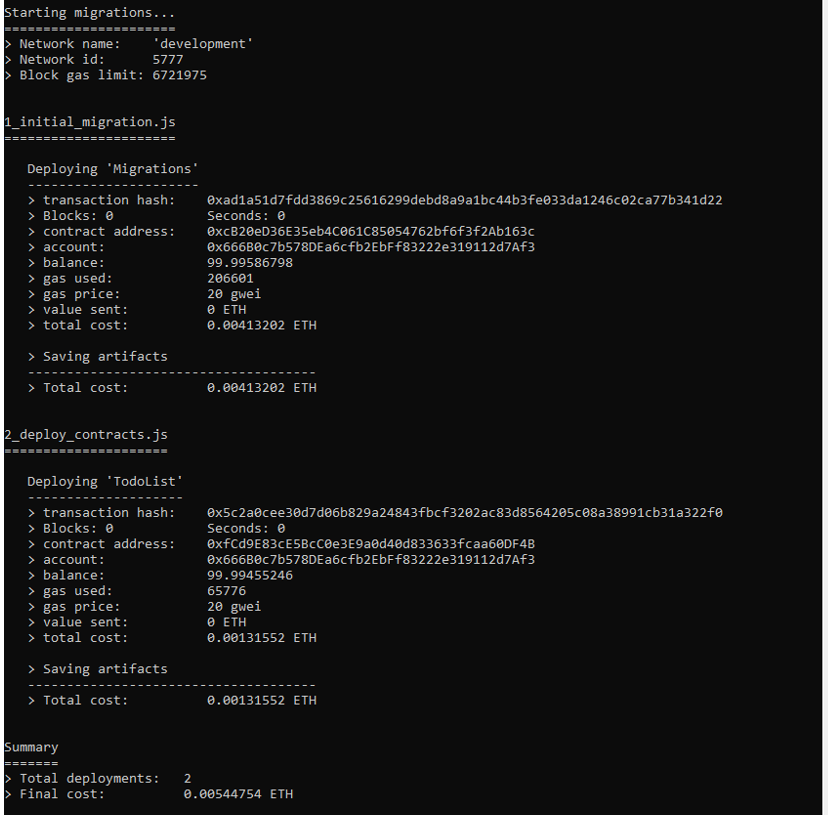 Starting migrations...
======================
> Network name:    'development'
> Network id:      5777
> Block gas limit: 6721975
1_initial_migration.js
======================
   Deploying 'Migrations'
   ----------------------
   > transaction hash:    0xad1a51d7fdd3869c25616299debd8a9a1bc44b3fe033da1246c02ca77b341d22
   > Blocks: 0            Seconds: 0
   > contract address:    0xcB20eD36E35eb4C061C85054762bf6f3f2Ab163c
   > account:             0x666B0c7b578DEa6cfb2EbFf83222e319112d7Af3
   > balance:             99.99586798
   > gas used:            206601
   > gas price:           20 gwei
   > value sent:          0 ETH
   > total cost:          0.00413202 ETH
   > Saving artifacts
   -------------------------------------
   > Total cost:          0.00413202 ETH
2_deploy_contracts.js
=====================
   Deploying 'TodoList'
   --------------------
   > transaction hash:    0x5c2a0cee30d7d06b829a24843fbcf3202ac83d8564205c08a38991cb31a322f0
   > Blocks: 0            Seconds: 0
   > contract address:    0xfCd9E83cE5BcC0e3E9a0d40d833633fcaa60DF4B
   > account:             0x666B0c7b578DEa6cfb2EbFf83222e319112d7Af3
   > balance:             99.99455246
   > gas used:            65776
   > gas price:           20 gwei
   > value sent:          0 ETH
   > total cost:          0.00131552 ETH
   > Saving artifacts
   -------------------------------------
   > Total cost:          0.00131552 ETH
Summary
=======
> Total deployments:   2
> Final cost:          0.00544754 ETH